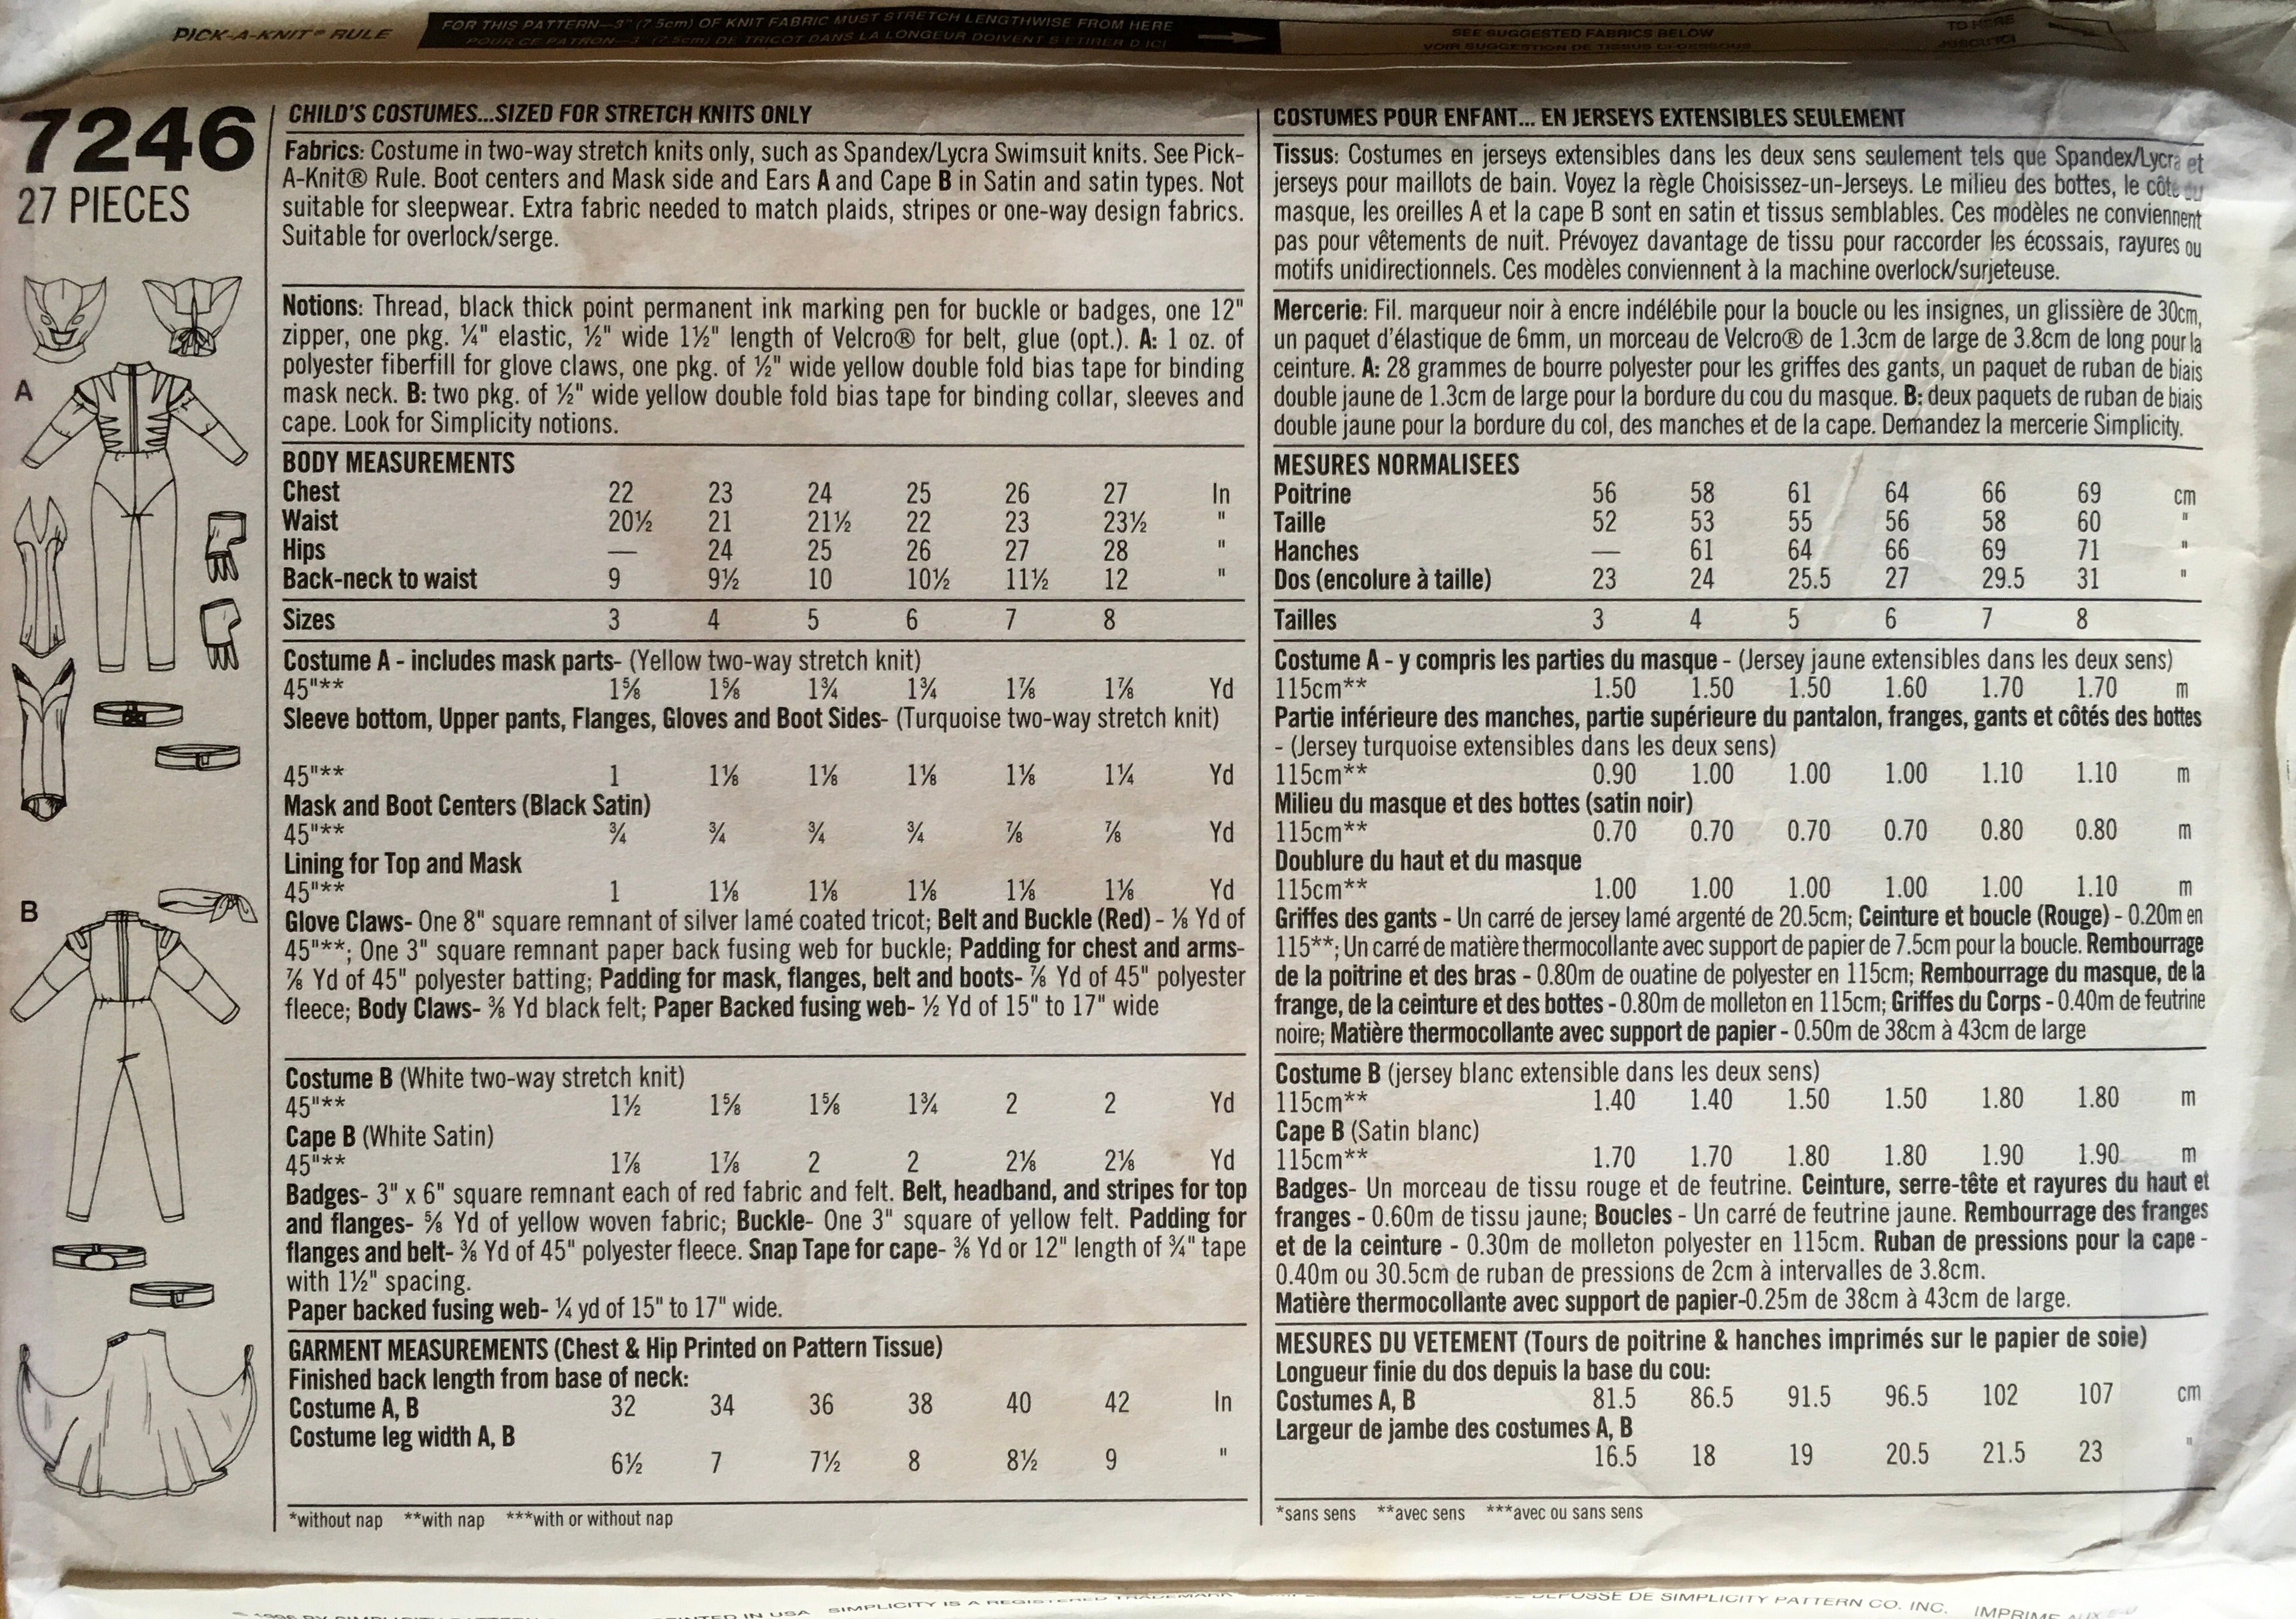 PICK-A-KNIT® RULE
FOR THIS PATTERN—3" (7.5cm) OF KNIT FABRIC MUST STRETCH LENGTHWISE FROM HERE
POUR CE PATRON—3" (7.5cm) DE TRICOT DANS LA LONGEUR DOIVENT S'ETIRER D'ICI
SEE SUGGESTED FABRICS BELOW
VOIR SUGGESTION DE TISSUS CI-DESSOUS
TO HERE
JUSQU'ICI
7246
27 PIECES
A
B
CHILD'S COSTUMES...SIZED FOR STRETCH KNITS ONLY
Fabrics: Costume in two-way stretch knits only, such as Spandex/Lycra Swimsuit knits. See Pick-
A-Knit® Rule. Boot centers and Mask side and Ears A and Cape B in Satin and satin types. Not
suitable for sleepwear. Extra fabric needed to match plaids, stripes or one-way design fabrics.
Suitable for overlock/serge.
Notions: Thread, black thick point permanent ink marking pen for buckle or badges, one 12"
zipper, one pkg. ¼" elastic, ½" wide 1½" length of Velcro® for belt, glue (opt.). A: 1 oz. of
polyester fiberfill for glove claws, one pkg. of ½" wide yellow double fold bias tape for binding
mask neck. B: two pkg. of ½" wide yellow double fold bias tape for binding collar, sleeves and
cape. Look for Simplicity notions.
BODY MEASUREMENTS
Chest 22 23 24 25 26 27 In
Waist 20½ 21 21½ 22 23 23½ "
Hips — 24 25 26 27 28 "
Back-neck to waist 9 9½ 10 10½ 11½ 12 "
Sizes 3 4 5 6 7 8
Costume A - includes mask parts- (Yellow two-way stretch knit)
45"** 1⅝ 1⅝ 1¾ 1¾ 1⅞ 1⅞ Yd
Sleeve bottom, Upper pants, Flanges, Gloves and Boot Sides- (Turquoise two-way stretch knit)
45"** 1 1⅛ 1⅛ 1⅛ 1⅛ 1¼ Yd
Mask and Boot Centers (Black Satin)
45"** ¾ ¾ ¾ ¾ ⅞ ⅞ Yd
Lining for Top and Mask
45"** 1 1⅛ 1⅛ 1⅛ 1⅛ 1⅛ Yd
Glove Claws- One 8" square remnant of silver lamé coated tricot; Belt and Buckle (Red) - ⅛ Yd of
45"**; One 3" square remnant paper back fusing web for buckle; Padding for chest and arms-
⅞ Yd of 45" polyester batting; Padding for mask, flanges, belt and boots- ⅞ Yd of 45" polyester
fleece; Body Claws- ⅜ Yd black felt; Paper Backed fusing web- ½ Yd of 15" to 17" wide
Costume B (White two-way stretch knit)
45"** 1½ 1⅝ 1⅝ 1¾ 2 2 Yd
Cape B (White Satin)
45"** 1⅞ 1⅞ 2 2 2⅛ 2⅛ Yd
Badges- 3" x 6" square remnant each of red fabric and felt. Belt, headband, and stripes for top
and flanges- ⅝ Yd of yellow woven fabric; Buckle- One 3" square of yellow felt. Padding for
flanges and belt- ⅜ Yd of 45" polyester fleece. Snap Tape for cape- ⅜ Yd or 12" length of ¾" tape
with 1½" spacing.
Paper backed fusing web- ¼ yd of 15" to 17" wide.
GARMENT MEASUREMENTS (Chest & Hip Printed on Pattern Tissue)
Finished back length from base of neck:
Costume A, B 32 34 36 38 40 42 In
Costume leg width A, B
6½ 7 7½ 8 8½ 9 "
*without nap **with nap ***with or without nap
COSTUMES POUR ENFANT... EN JERSEYS EXTENSIBLES SEULEMENT
Tissus: Costumes en jerseys extensibles dans les deux sens seulement tels que Spandex/Lycra et
jerseys pour maillots de bain. Voyez la règle Choisissez-un-Jerseys. Le milieu des bottes, le côté du
masque, les oreilles A et la cape B sont en satin et tissus semblables. Ces modèles ne conviennent
pas pour vêtements de nuit. Prévoyez davantage de tissu pour raccorder les écossais, rayures ou
motifs unidirectionnels. Ces modèles conviennent à la machine overlock/surjeteuse.
Mercerie: Fil. marqueur noir à encre indélébile pour la boucle ou les insignes, un glissière de 30cm,
un paquet d'élastique de 6mm, un morceau de Velcro® de 1.3cm de large de 3.8cm de long pour la
ceinture. A: 28 grammes de bourre polyester pour les griffes des gants, un paquet de ruban de biais
double jaune de 1.3cm de large pour la bordure du cou du masque. B: deux paquets de ruban de biais
double jaune pour la bordure du col, des manches et de la cape. Demandez la mercerie Simplicity.
MESURES NORMALISEES
Poitrine 56 58 61 64 66 69 cm
Taille 52 53 55 56 58 60 "
Hanches — 61 64 66 69 71 "
Dos (encolure à taille) 23 24 25.5 27 29.5 31 "
Tailles 3 4 5 6 7 8
Costume A - y compris les parties du masque - (Jersey jaune extensibles dans les deux sens)
115cm** 1.50 1.50 1.50 1.60 1.70 1.70 m
Partie inférieure des manches, partie supérieure du pantalon, franges, gants et côtés des bottes
- (Jersey turquoise extensibles dans les deux sens)
115cm** 0.90 1.00 1.00 1.00 1.10 1.10 m
Milieu du masque et des bottes (satin noir)
115cm** 0.70 0.70 0.70 0.70 0.80 0.80 m
Doublure du haut et du masque
115cm** 1.00 1.00 1.00 1.00 1.00 1.10 m
Griffes des gants - Un carré de jersey lamé argenté de 20.5cm; Ceinture et boucle (Rouge) - 0.20m en
115**; Un carré de matière thermocollante avec support de papier de 7.5cm pour la boucle. Rembourrage
de la poitrine et des bras - 0.80m de ouatine de polyester en 115cm; Rembourrage du masque, de la
frange, de la ceinture et des bottes - 0.80m de molleton en 115cm; Griffes du Corps - 0.40m de feutrine
noire; Matière thermocollante avec support de papier - 0.50m de 38cm à 43cm de large
Costume B (jersey blanc extensible dans les deux sens)
115cm** 1.40 1.40 1.50 1.50 1.80 1.80 m
Cape B (Satin blanc)
115cm** 1.70 1.70 1.80 1.80 1.90 1.90 m
Badges- Un morceau de tissu rouge et de feutrine. Ceinture, serre-tête et rayures du haut et
franges - 0.60m de tissu jaune; Boucles - Un carré de feutrine jaune. Rembourrage des franges
et de la ceinture - 0.30m de molleton polyester en 115cm. Ruban de pressions pour la cape -
0.40m ou 30.5cm de ruban de pressions de 2cm à intervalles de 3.8cm.
Matière thermocollante avec support de papier-0.25m de 38cm à 43cm de large.
MESURES DU VETEMENT (Tours de poitrine & hanches imprimés sur le papier de soie)
Longueur finie du dos depuis la base du cou:
Costumes A, B 81.5 86.5 91.5 96.5 102 107 cm
Largeur de jambe des costumes A, B
16.5 18 19 20.5 21.5 23 "
*sans sens **avec sens ***avec ou sans sens
IN USA SIMPLICITY IS A REGISTERED TRADEMARK
DE SIMPLICITY PATTERN CO. INC.